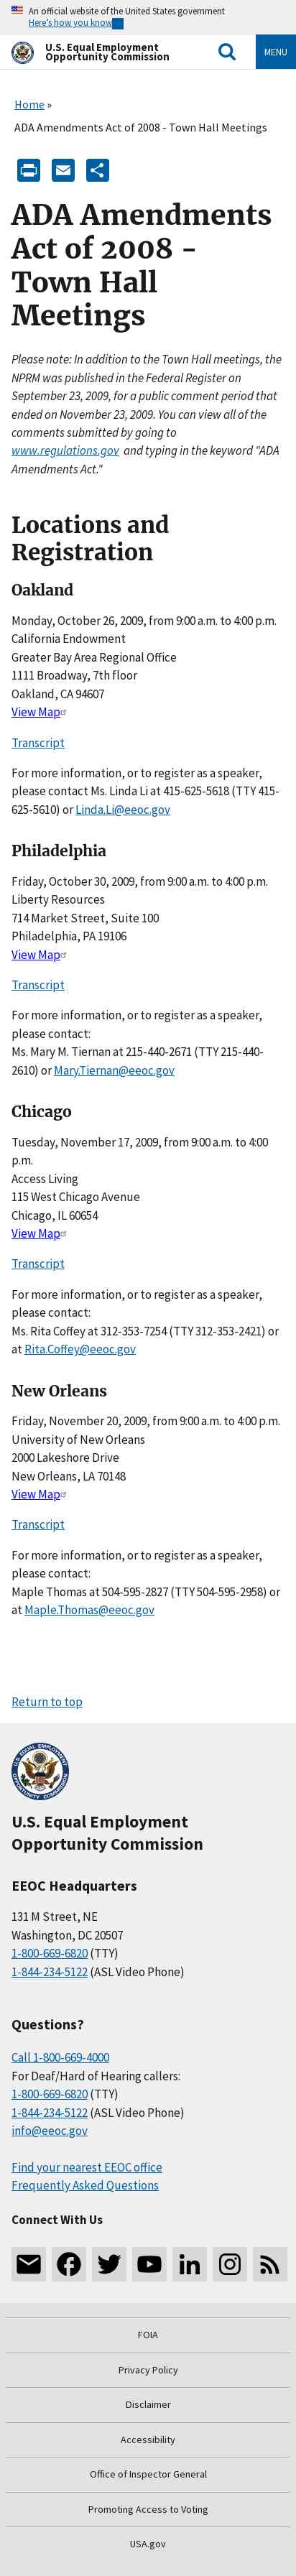 An official website of the United States government
Here's how you know
U.S. Equal Employment
Opportunity Commission
MENU
Home »
ADA Amendments Act of 2008 - Town Hall Meetings
ADA Amendments
Act of 2008 -
Town Hall
Meetings
Please note: In addition to the Town Hall meetings, the
NPRM was published in the Federal Register on
September 23, 2009, for a public comment period that
ended on November 23, 2009. You can view all of the
comments submitted by going to
www.regulations.gov and typing in the keyword "ADA
Amendments Act."
Locations and
Registration
Oakland
Monday, October 26, 2009, from 9:00 a.m. to 4:00 p.m.
California Endowment
Greater Bay Area Regional Office
1111 Broadway, 7th floor
Oakland, CA 94607
View Map
Transcript
For more information, or to register as a speaker,
please contact Ms. Linda Li at 415-625-5618 (TTY 415-
625-5610) or Linda.Li@eeoc.gov
Philadelphia
Friday, October 30, 2009, from 9:00 a.m. to 4:00 p.m.
Liberty Resources
714 Market Street, Suite 100
Philadelphia, PA 19106
View Map
Transcript
For more information, or to register as a speaker,
please contact:
Ms. Mary M. Tiernan at 215-440-2671 (TTY 215-440-
2610) or Mary.Tiernan@eeoc.gov
Chicago
Tuesday, November 17, 2009, from 9:00 a.m. to 4:00
p.m.
Access Living
115 West Chicago Avenue
Chicago, IL 60654
View Map
Transcript
For more information, or to register as a speaker,
please contact:
Ms. Rita Coffey at 312-353-7254 (TTY 312-353-2421) or
at Rita.Coffey@eeoc.gov
New Orleans
Friday, November 20, 2009, from 9:00 a.m. to 4:00 p.m.
University of New Orleans
2000 Lakeshore Drive
New Orleans, LA 70148
View Map
Transcript
For more information, or to register as a speaker,
please contact:
Maple Thomas at 504-595-2827 (TTY 504-595-2958) or
at Maple.Thomas@eeoc.gov
Return to top
U.S. Equal Employment
Opportunity Commission
EEOC Headquarters
131 M Street, NE
Washington, DC 20507
1-800-669-6820 (TTY)
1-844-234-5122 (ASL Video Phone)
Questions?
Call 1-800-669-4000
For Deaf/Hard of Hearing callers:
1-800-669-6820 (TTY)
1-844-234-5122 (ASL Video Phone)
info@eeoc.gov
Find your nearest EEOC office
Frequently Asked Questions
Connect With Us
FOIA
Privacy Policy
Disclaimer
Accessibility
Office of Inspector General
Promoting Access to Voting
USA.gov